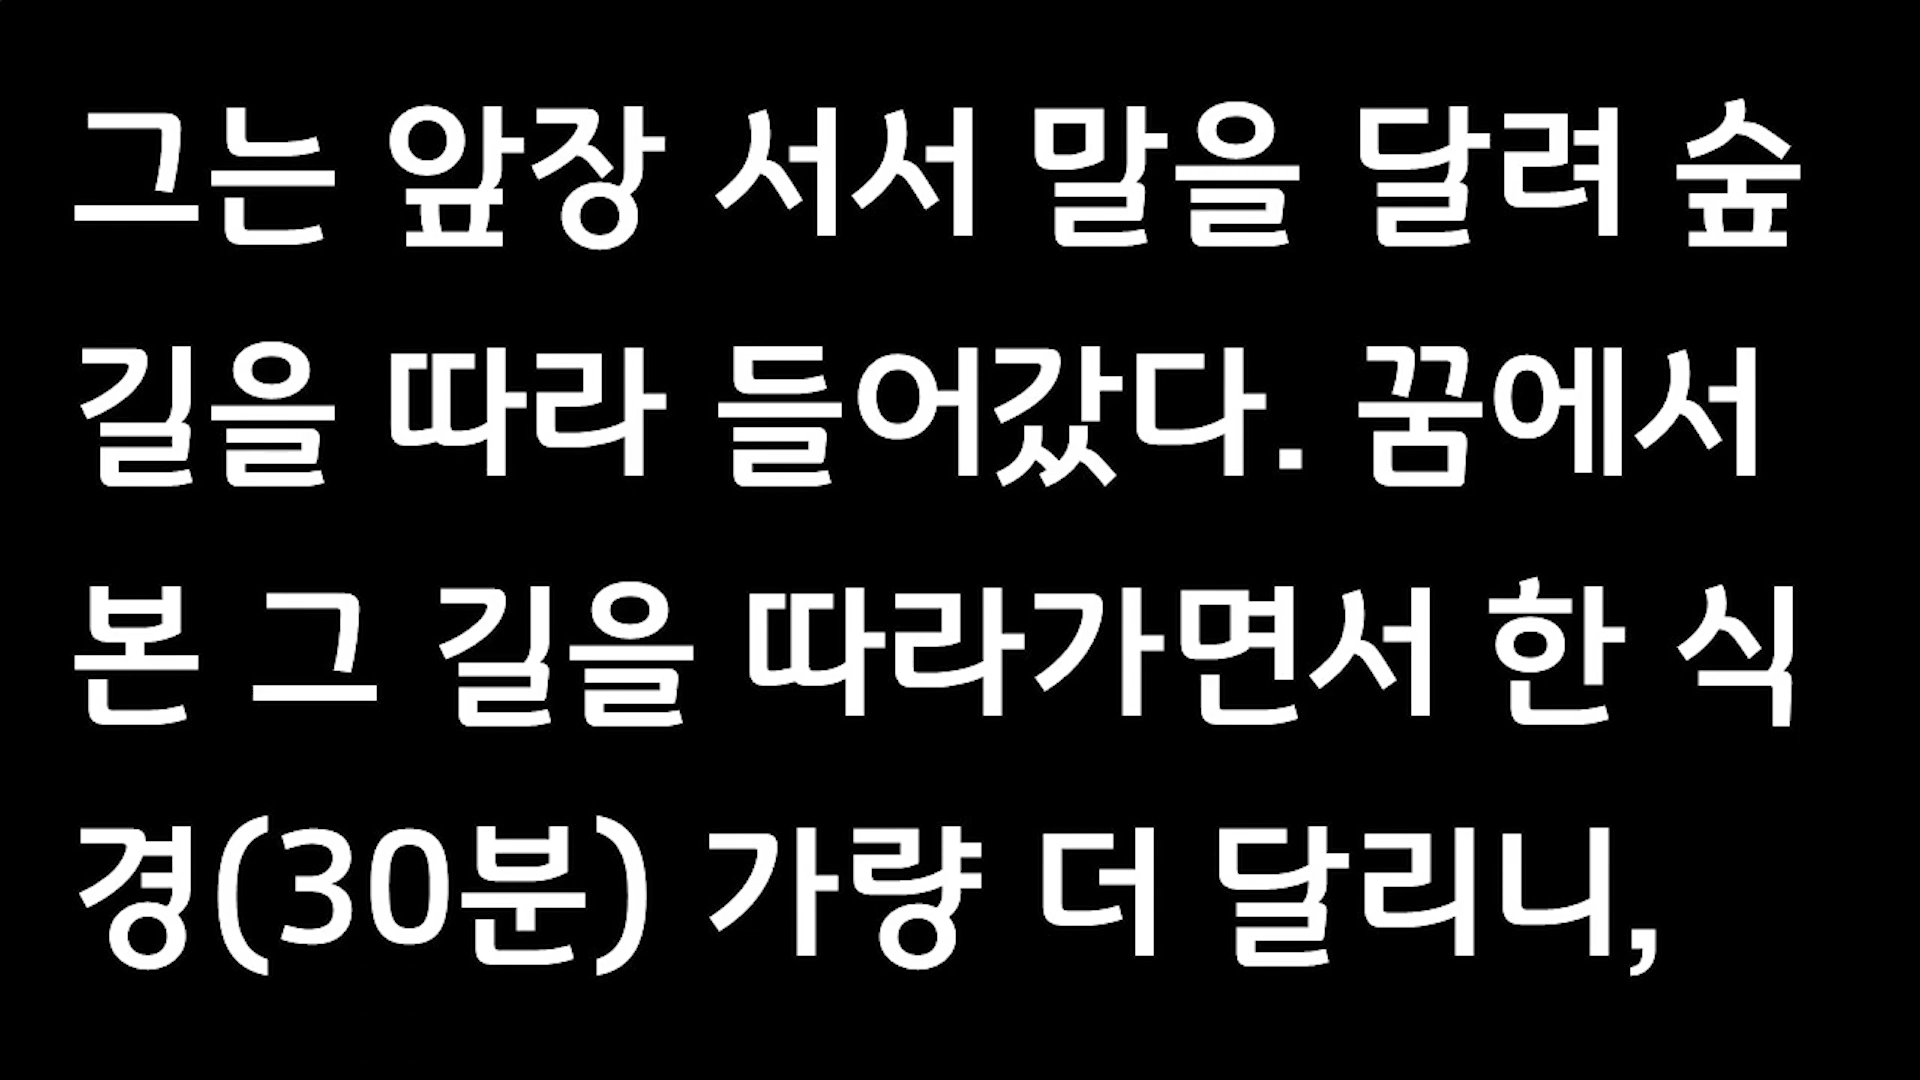 그는 앞장 서서 말을 달려 숲
길을 따라 들어갔다. 꿈에서
본 그 길을 따라가면서 한 식
경(30분) 가량 더 달리니,